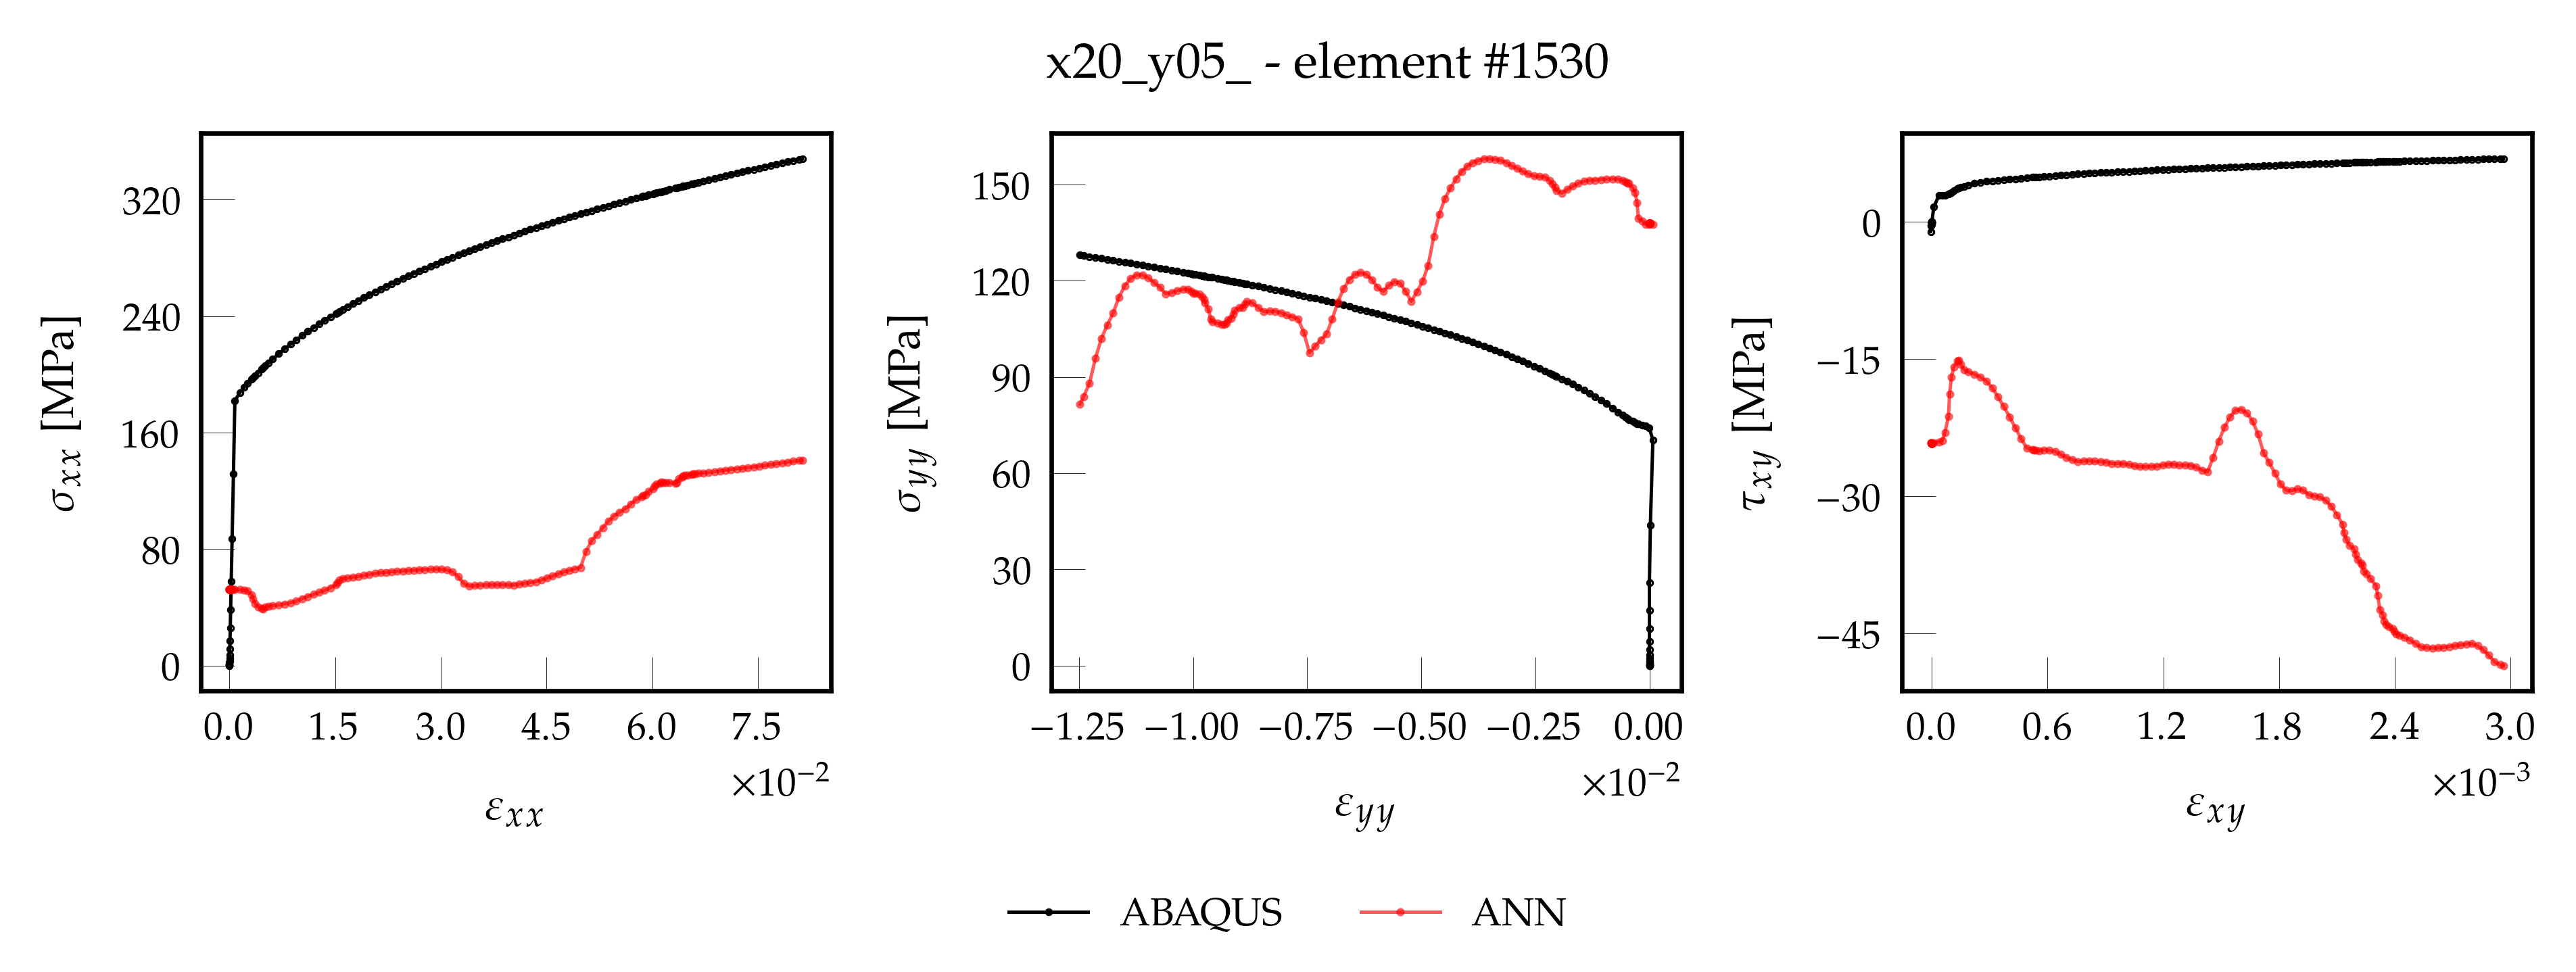 x20_y05_ - element #1530
σxx [MPa]
320
240
160
80
0
0.0 1.5 3.0 4.5 6.0 7.5
×10−2
εxx
σyy [MPa]
150
120
90
60
30
0
−1.25 −1.00 −0.75 −0.50 −0.25 0.00
×10−2
εyy
τxy [MPa]
0
−15
−30
−45
0.0 0.6 1.2 1.8 2.4 3.0
×10−3
εxy
ABAQUS ANN